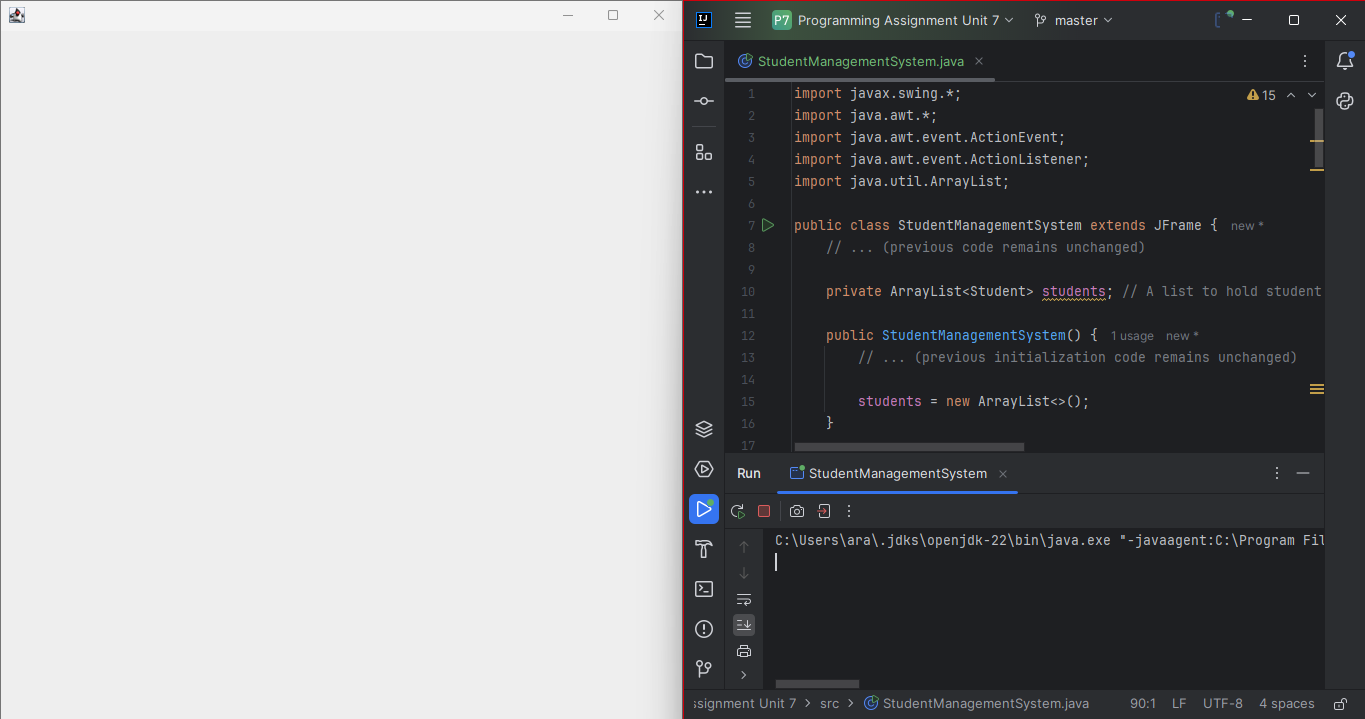 IJ
P7 Programming Assignment Unit 7 master
StudentManagementSystem.java
1 import javax.swing.*;
15
2 import java.awt.*;
3 import java.awt.event.ActionEvent;
4 import java.awt.event.ActionListener;
5 import java.util.ArrayList;
6
7 public class StudentManagementSystem extends JFrame { new *
8 // ... (previous code remains unchanged)
9
10 private ArrayList<Student> students; // A list to hold student
11
12 public StudentManagementSystem() { 1 usage new *
13 // ... (previous initialization code remains unchanged)
14
15 students = new ArrayList<>();
16 }
17
Run StudentManagementSystem
C:\Users\ara\.jdks\openjdk-22\bin\java.exe "-javaagent:C:\Program Fil
ssignment Unit 7 > src > StudentManagementSystem.java 90:1 LF UTF-8 4 spaces